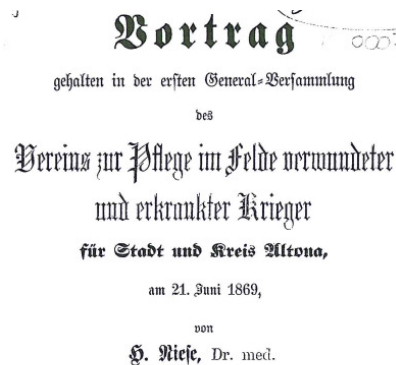 Vortrag
gehalten in der ersten General-Versammlung
des
Vereins zur Pflege im Felde verwundeter
und erkrankter Krieger
für Stadt und Kreis Altona,
am 21. Juni 1869,
von
H. Niese, Dr. med.